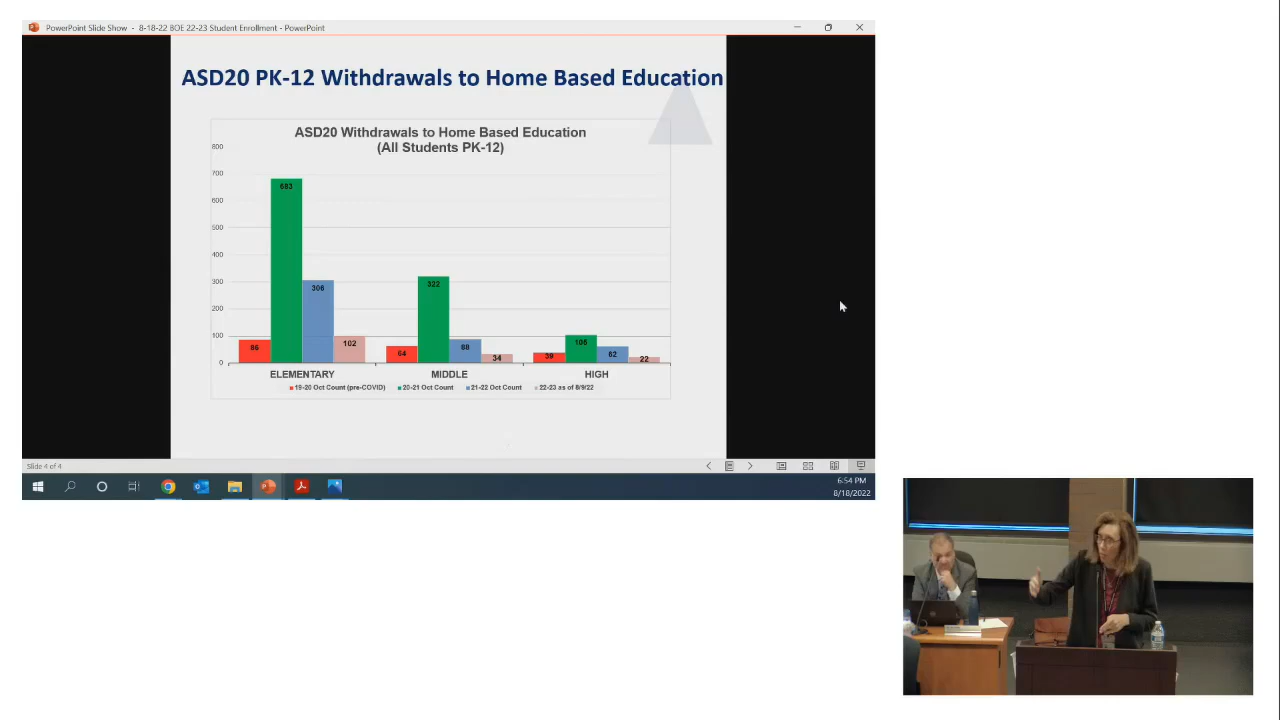 PowerPoint Slide Show - 8-18-22 BOE 22-23 Student Enrollment - PowerPoint
ASD20 PK-12 Withdrawals to Home Based Education
ASD20 Withdrawals to Home Based Education
(All Students PK-12)
800
700
600
500
400
300
200
100
0
683
306
86
102
322
64
88
34
39
106
62
22
ELEMENTARY
MIDDLE
HIGH
19-20 Oct Count (pre-COVID)
20-21 Oct Count
21-22 Oct Count
22-23 as of 8/9/22
Slide 4 of 4
6:54 PM
8/18/2022